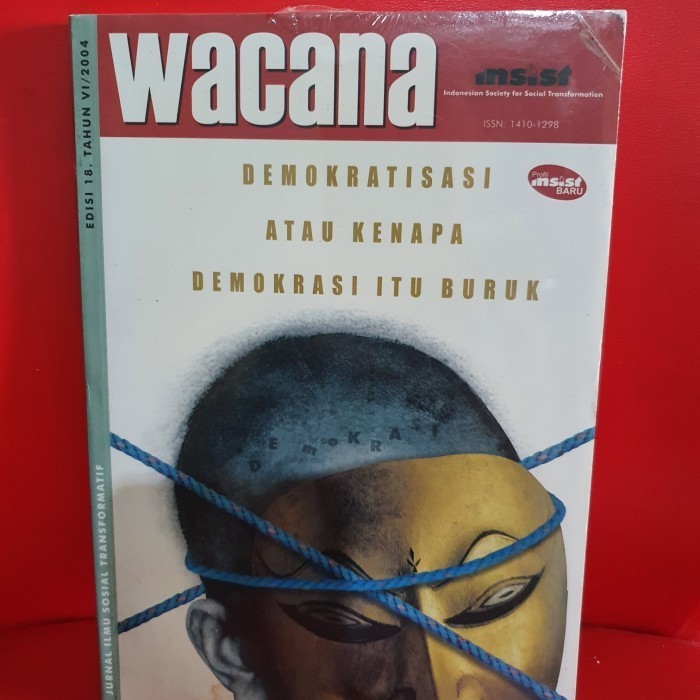 wacana
insist
Indonesian Society for Social Transformation
ISSN: 1410-1298
EDISI 18. TAHUN VI/2004
DEMOKRATISASI
ATAU KENAPA
DEMOKRASI ITU BURUK
Profil
insist
BARU
DEmoKRASI
JURNAL ILMU SOSIAL TRANSFORMATIF